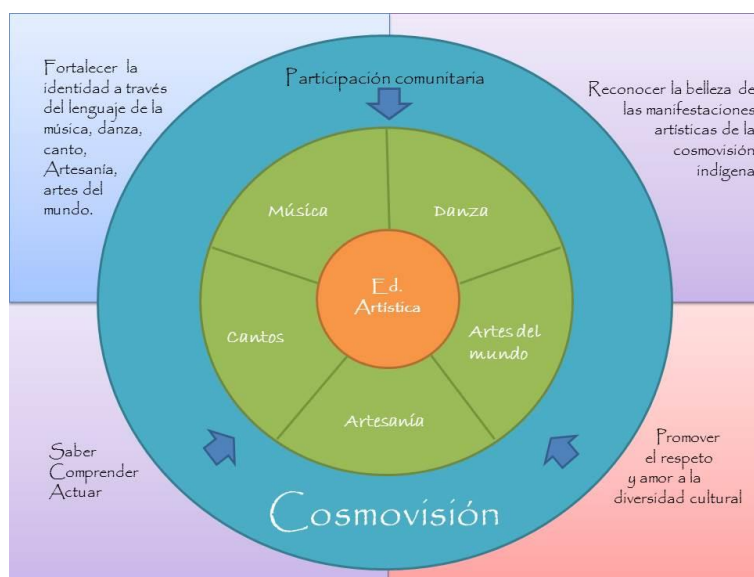 Fortalecer la
identidad a través
del lenguaje de la
música, danza,
canto,
Artesanía,
artes del
mundo.
Participación comunitaria
Reconocer la belleza de
las manifestaciones
artísticas de la
cosmovisión
indígena
Música
Danza
Ed.
Artística
Cantos
Artes del
mundo
Artesanía
Saber
Comprender
Actuar
Promover
el respeto
y amor a la
diversidad cultural
Cosmovisión